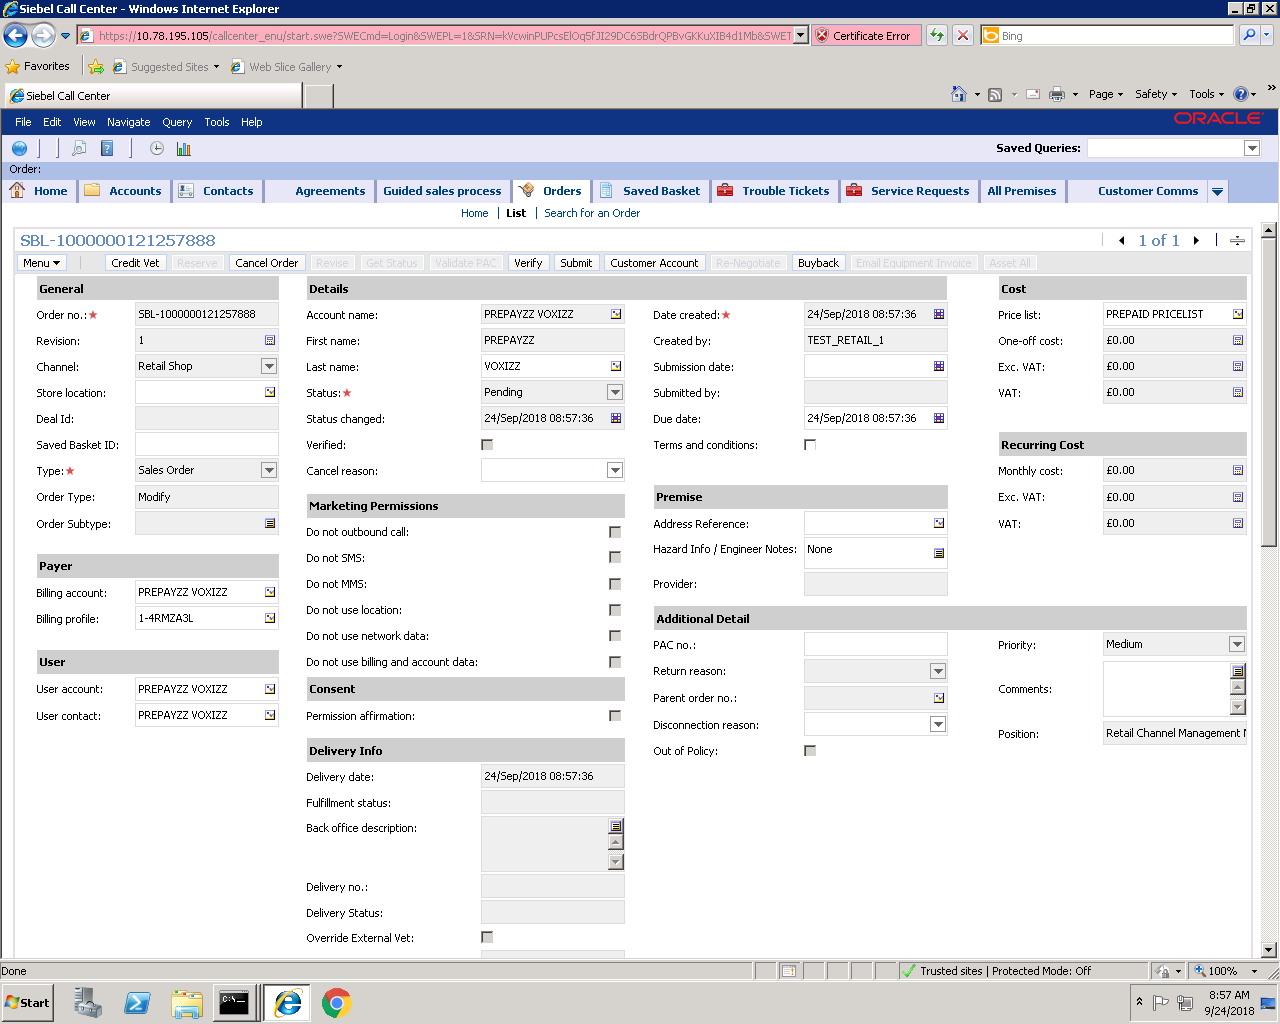 Siebel Call Center - Windows Internet Explorer
https://10.78.195.105/callcenter_enu/start.swe?SWECmd=Login&SWEPL=1&SRN= Certificate Error Bing
Favorites Suggested Sites Web Slice Gallery
Siebel Call Center Page Safety Tools
File Edit View Navigate Query Tools Help ORACLE
Saved Queries:
Order:
Home Accounts Contacts Agreements Guided sales process Orders Saved Basket Trouble Tickets Service Requests All Premises Customer Comms
Home List Search for an Order
SBL-1000000121257888 1 of 1
Menu Credit Vet Reserve Cancel Order Revise Get Status Validate PAC Verify Submit Customer Account Re-Negotiate Buyback Email Equipment Invoice Asset All
General Details Cost
Order no.: SBL-1000000121257888 Account name: PREPAYZZ VOXIZZ Date created: 24/Sep/2018 08:57:36 Price list: PREPAID PRICELIST
Revision: 1 First name: PREPAYZZ Created by: TEST_RETAIL_1 One-off cost: £0.00
Channel: Retail Shop Last name: VOXIZZ Submission date: Exc. VAT: £0.00
Store location: Status: Pending Submitted by: VAT: £0.00
Deal Id: Status changed: 24/Sep/2018 08:57:36 Due date: 24/Sep/2018 08:57:36
Saved Basket ID: Verified: Terms and conditions: Recurring Cost
Type: Sales Order Cancel reason: Monthly cost: £0.00
Order Type: Modify Marketing Permissions Premise Exc. VAT: £0.00
Order Subtype: Do not outbound call: Address Reference: VAT: £0.00
Do not SMS: Hazard Info / Engineer Notes: None
Payer Do not MMS: Provider:
Billing account: PREPAYZZ VOXIZZ Do not use location: Additional Detail
Billing profile: 1-4RMZA3L Do not use network data: PAC no.: Priority: Medium
User Do not use billing and account data: Return reason:
User account: PREPAYZZ VOXIZZ Consent Parent order no.: Comments:
User contact: PREPAYZZ VOXIZZ Permission affirmation: Disconnection reason: Position: Retail Channel Management
Delivery Info Out of Policy:
Delivery date: 24/Sep/2018 08:57:36
Fulfillment status:
Back office description:
Delivery no.:
Delivery Status:
Override External Vet:
Done Trusted sites | Protected Mode: Off 100%
Start 8:57 AM
9/24/2018